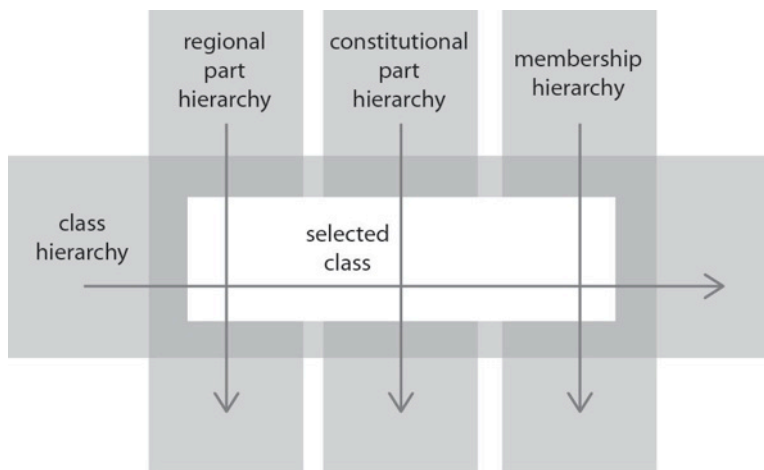 regional
part
hierarchy
constitutional
part
hierarchy
membership
hierarchy
class
hierarchy
selected
class